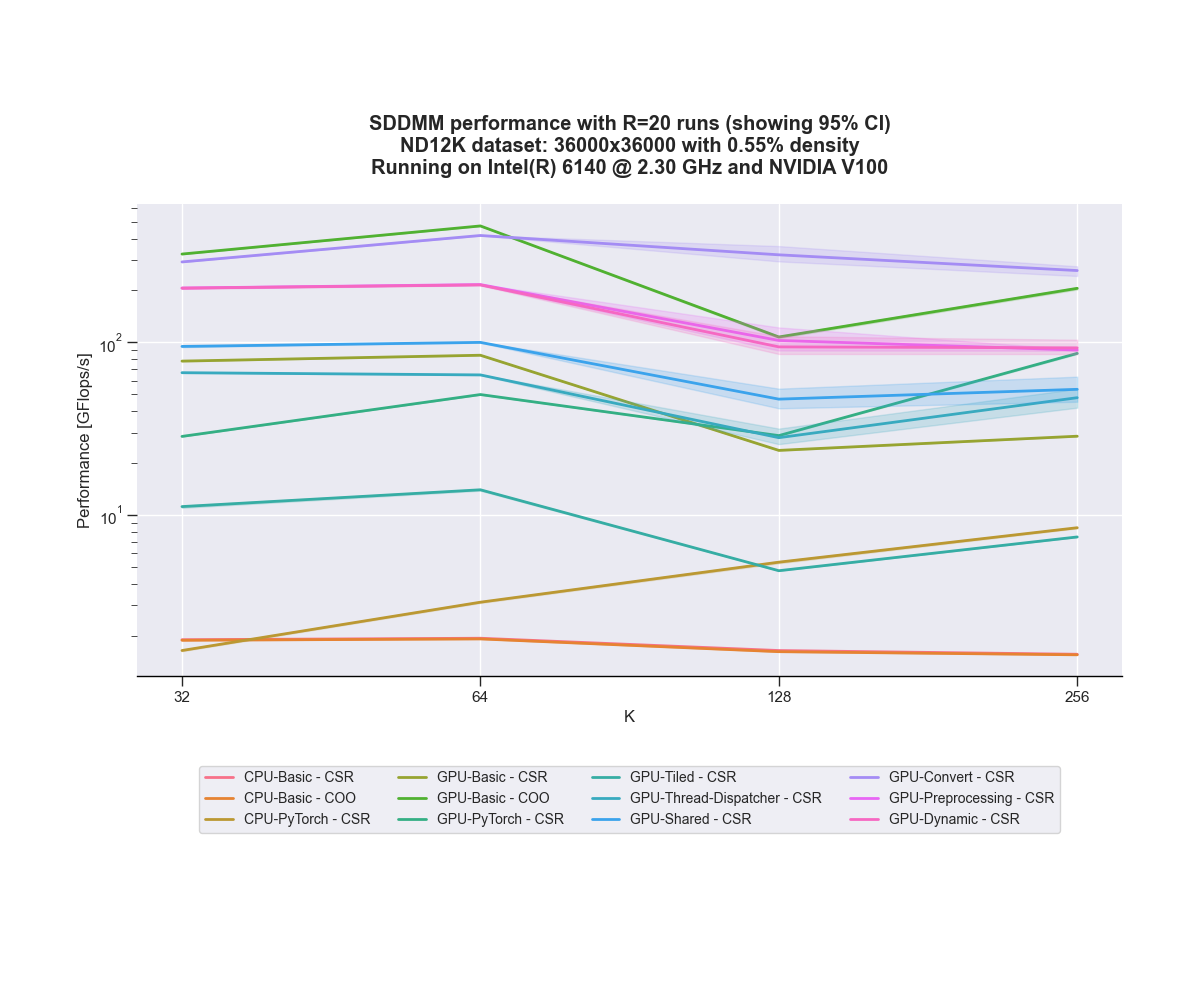 SDDMM performance with R=20 runs (showing 95% CI)
ND12K dataset: 36000x36000 with 0.55% density
Running on Intel(R) 6140 @ 2.30 GHz and NVIDIA V100
Performance [GFlops/s]
10²
10¹
32 64 128 256
K
CPU-Basic - CSR GPU-Basic - CSR GPU-Tiled - CSR GPU-Convert - CSR
CPU-Basic - COO GPU-Basic - COO GPU-Thread-Dispatcher - CSR GPU-Preprocessing - CSR
CPU-PyTorch - CSR GPU-PyTorch - CSR GPU-Shared - CSR GPU-Dynamic - CSR